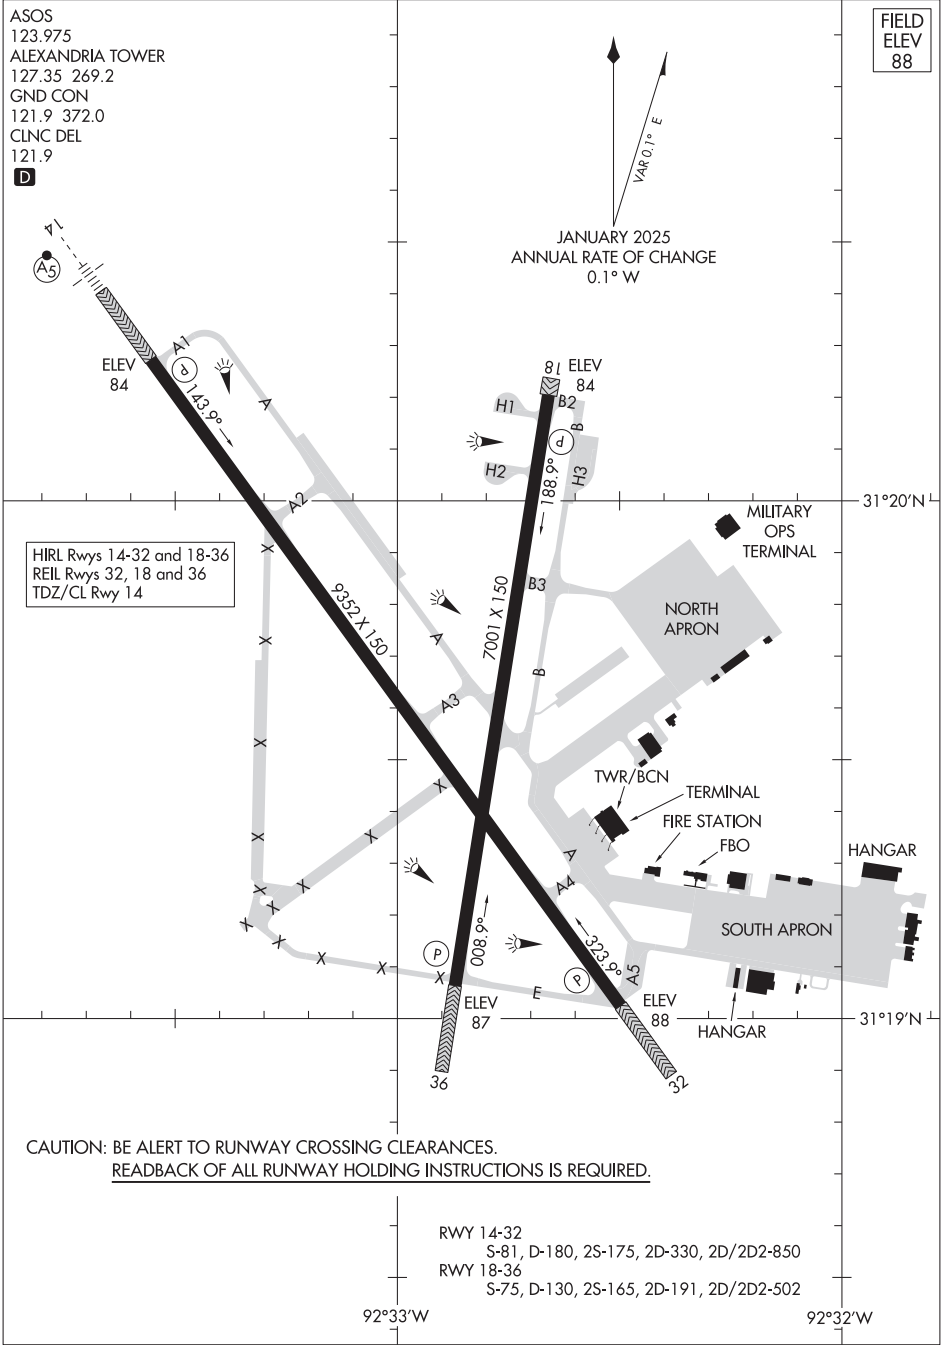 ASOS
123.975
ALEXANDRIA TOWER
127.35 269.2
GND CON
121.9 372.0
CLNC DEL
121.9
D
FIELD
ELEV
88
VAR 0.1° E
JANUARY 2025
ANNUAL RATE OF CHANGE
0.1° W
14
A5
ELEV
84
A1
P
143.9°
A
18
ELEV
84
H1
B2
B
P
H2
H3
188.9°
A2
31°20'N
MILITARY
OPS
TERMINAL
HIRL Rwys 14-32 and 18-36
REIL Rwys 32, 18 and 36
TDZ/CL Rwy 14
X
9352 X 150
7001 X 150
B3
NORTH
APRON
A
X
B
A3
X
X
TWR/BCN
TERMINAL
FIRE STATION
FBO
HANGAR
X
X
A
X
X
A4
X
X
SOUTH APRON
X
008.9°
323.9°
P
X
X
X
P
A5
E
ELEV
87
ELEV
88
31°19'N
HANGAR
36
32
CAUTION: BE ALERT TO RUNWAY CROSSING CLEARANCES.
READBACK OF ALL RUNWAY HOLDING INSTRUCTIONS IS REQUIRED.
RWY 14-32
S-81, D-180, 2S-175, 2D-330, 2D/2D2-850
RWY 18-36
S-75, D-130, 2S-165, 2D-191, 2D/2D2-502
92°33'W
92°32'W